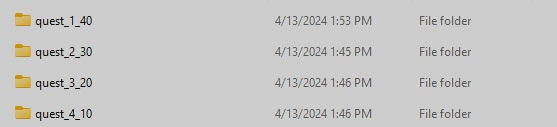 quest_1_40 4/13/2024 1:53 PM File folder
quest_2_30 4/13/2024 1:45 PM File folder
quest_3_20 4/13/2024 1:46 PM File folder
quest_4_10 4/13/2024 1:46 PM File folder